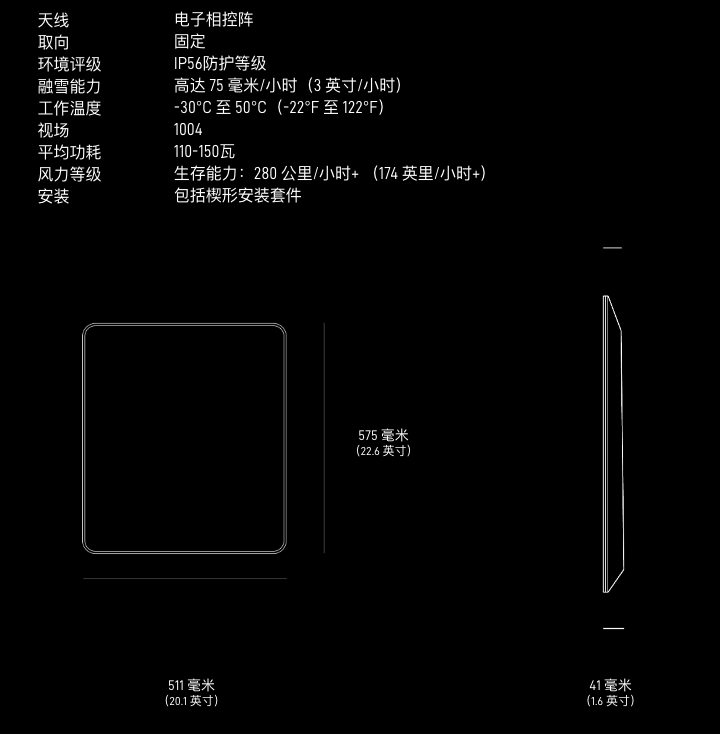 天线 电子相控阵
取向 固定
环境评级 IP56防护等级
融雪能力 高达 75 毫米/小时（3 英寸/小时）
工作温度 -30°C 至 50°C（-22°F 至 122°F）
视场 1004
平均功耗 110-150瓦
风力等级 生存能力：280 公里/小时+ （174 英里/小时+）
安装 包括楔形安装套件
575 毫米
（22.6 英寸）
511 毫米
（20.1 英寸）
41 毫米
（1.6 英寸）